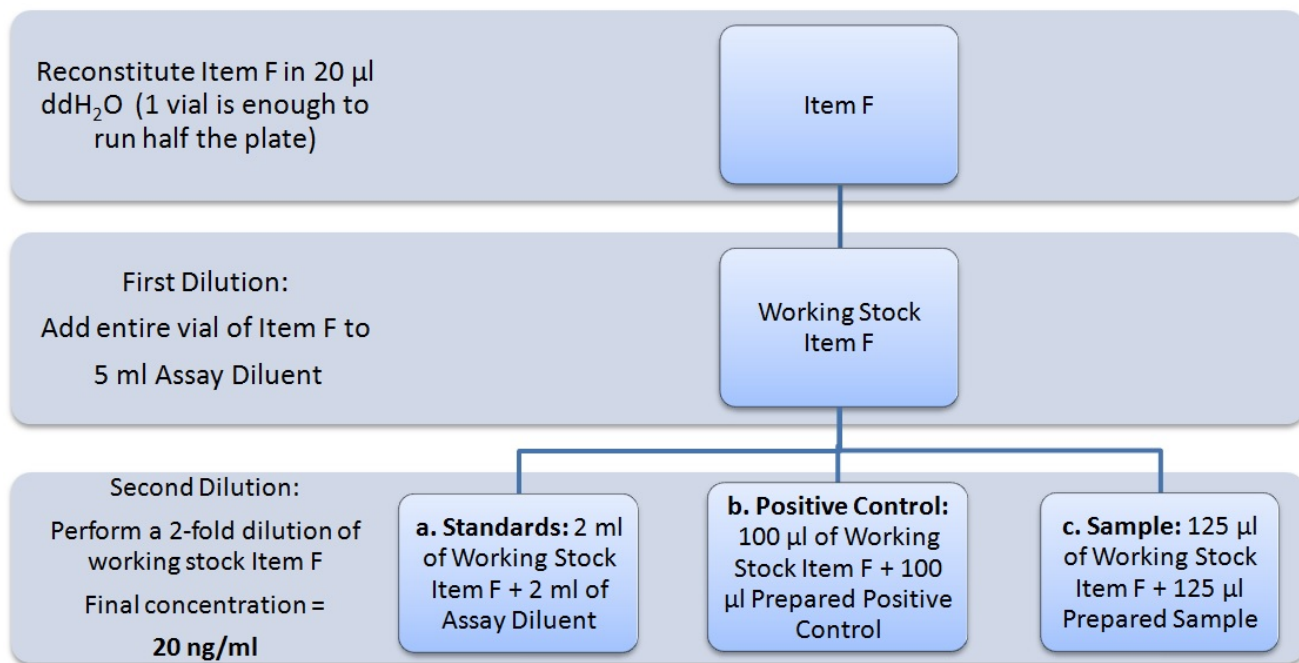 Reconstitute Item F in 20 µl
ddH₂O (1 vial is enough to
run half the plate)
Item F
First Dilution:
Add entire vial of Item F to
5 ml Assay Diluent
Working Stock
Item F
Second Dilution:
Perform a 2-fold dilution of
working stock Item F
Final concentration =
20 ng/ml
a. Standards: 2 ml
of Working Stock
Item F + 2 ml of
Assay Diluent
b. Positive Control:
100 µl of Working
Stock Item F + 100
µl Prepared Positive
Control
c. Sample: 125 µl
of Working Stock
Item F + 125 µl
Prepared Sample